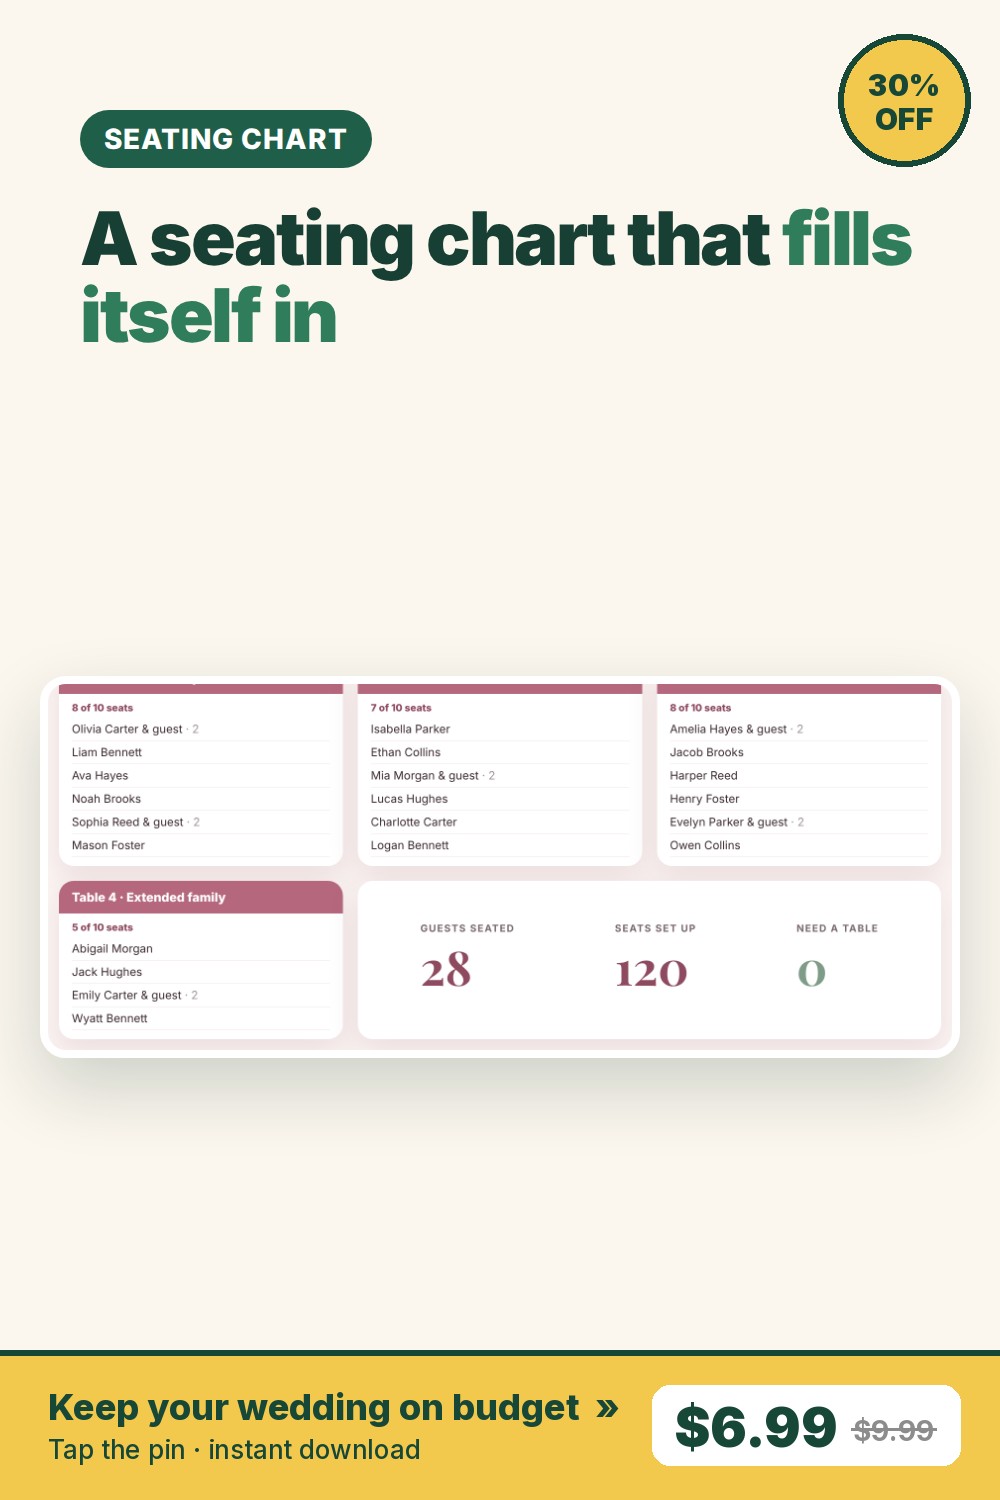 30%
OFF
SEATING CHART
A seating chart that fills
itself in
8 of 10 seats
Olivia Carter & guest · 2
Liam Bennett
Ava Hayes
Noah Brooks
Sophia Reed & guest · 2
Mason Foster
7 of 10 seats
Isabella Parker
Ethan Collins
Mia Morgan & guest · 2
Lucas Hughes
Charlotte Carter
Logan Bennett
8 of 10 seats
Amelia Hayes & guest · 2
Jacob Brooks
Harper Reed
Henry Foster
Evelyn Parker & guest · 2
Owen Collins
Table 4 · Extended family
5 of 10 seats
Abigail Morgan
Jack Hughes
Emily Carter & guest · 2
Wyatt Bennett
GUESTS SEATED
28
SEATS SET UP
120
NEED A TABLE
0
Keep your wedding on budget »
Tap the pin · instant download
$6.99 $9.99